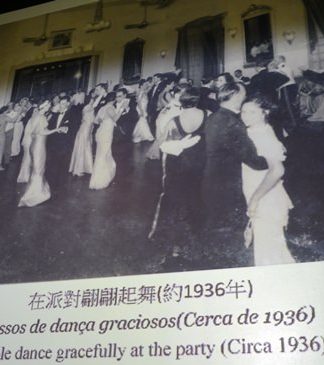 在派對翩翩起舞(約1936年)
de dança graciosos(Cerca de 1936)
dance gracefully at the party (Circa 1936)